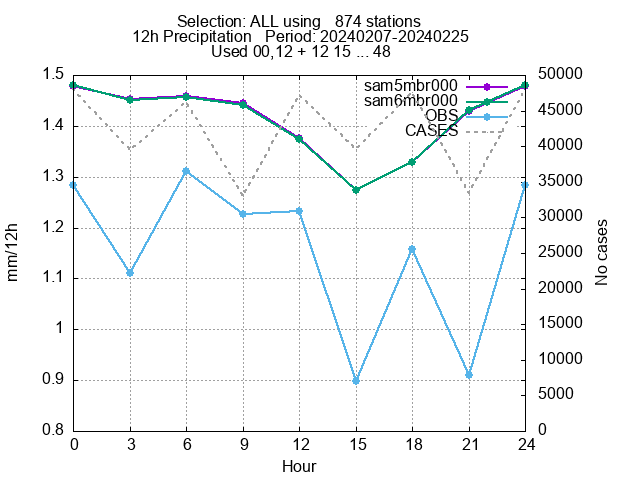 Selection: ALL using   874 stations
12h Precipitation   Period: 20240207-20240225
Used 00,12 + 12 15 ... 48
sam5mbr000
sam6mbr000
OBS
CASES
1.5
1.4
1.3
1.2
1.1
1
0.9
0.8
mm/12h
50000
45000
40000
35000
30000
25000
20000
15000
10000
5000
0
No cases
0 3 6 9 12 15 18 21 24
Hour